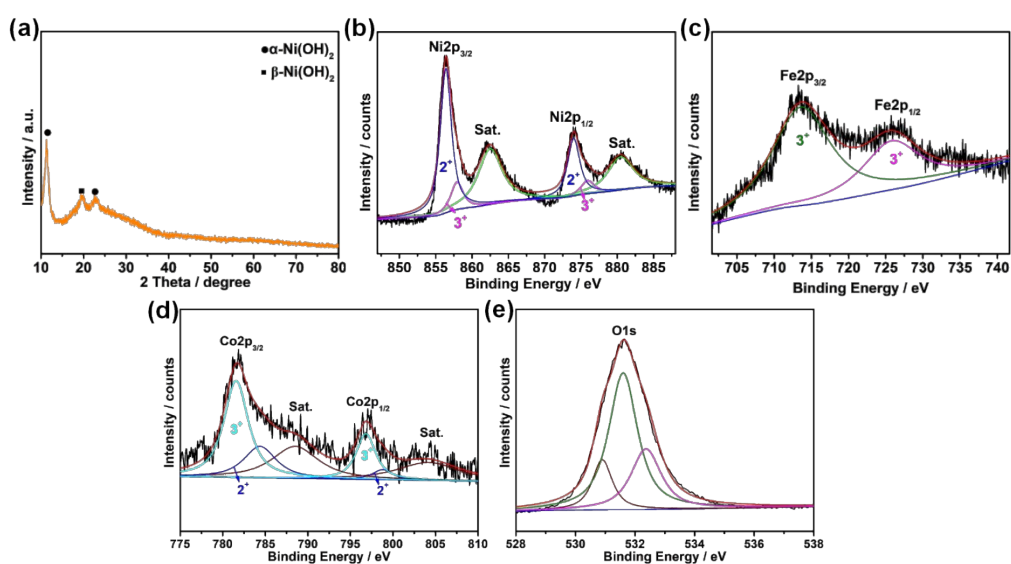 (a)
●α-Ni(OH)₂
■ β-Ni(OH)₂
Intensity / a.u.
10 20 30 40 50 60 70 80
2 Theta / degree
(b)
Ni2p₃/₂
Sat.
Ni2p₁/₂
Sat.
2⁺
3⁺
2⁺
3⁺
Intensity / counts
850 855 860 865 870 875 880 885
Binding Energy / eV
(c)
Fe2p₃/₂
Fe2p₁/₂
3⁺
3⁺
Intensity / counts
705 710 715 720 725 730 735 740
Binding Energy / eV
(d)
Co2p₃/₂
Sat.
Co2p₁/₂
Sat.
3⁺
3⁺
2⁺
2⁺
Intensity / counts
775 780 785 790 795 800 805 810
Binding Energy / eV
(e)
O1s
Intensity / counts
528 530 532 534 536 538
Binding Energy / eV